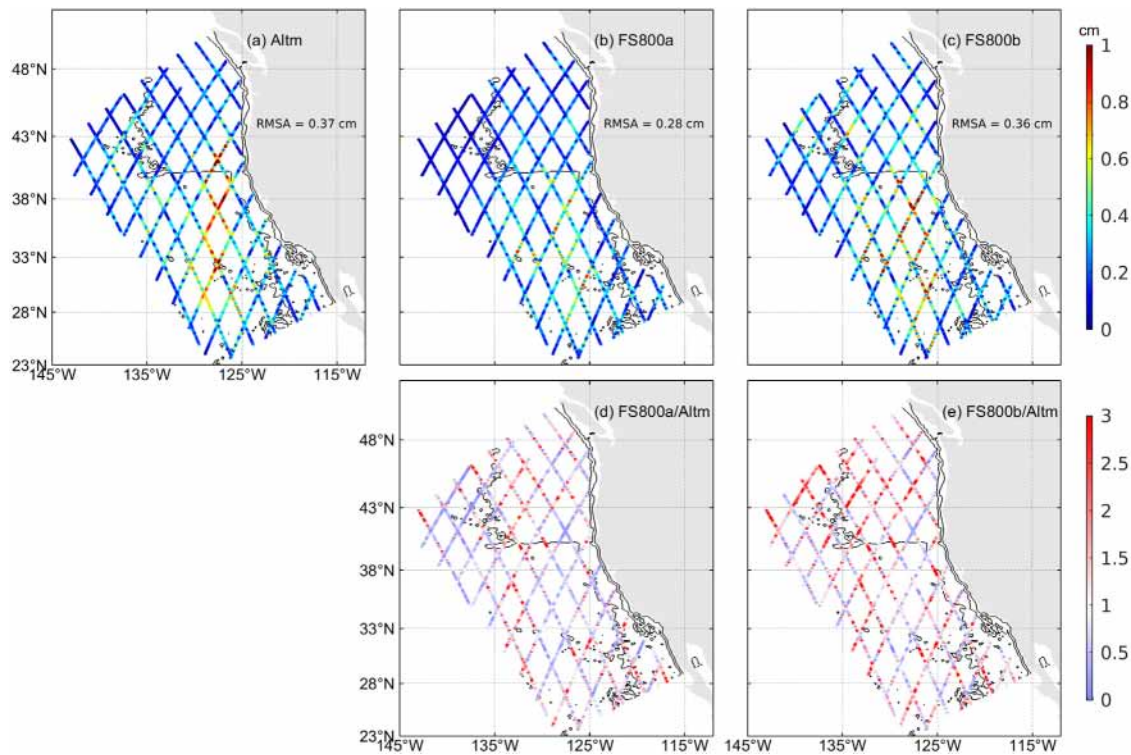 (a) Altm
(b) FS800a
(c) FS800b
cm
RMSA = 0.37 cm
RMSA = 0.28 cm
RMSA = 0.36 cm
48°N
43°N
38°N
33°N
28°N
23°N
145°W 135°W 125°W 115°W
1
0.8
0.6
0.4
0.2
0
(d) FS800a/Altm
(e) FS800b/Altm
48°N
43°N
38°N
33°N
28°N
23°N
145°W 135°W 125°W 115°W
145°W 135°W 125°W 115°W
3
2.5
2
1.5
1
0.5
0